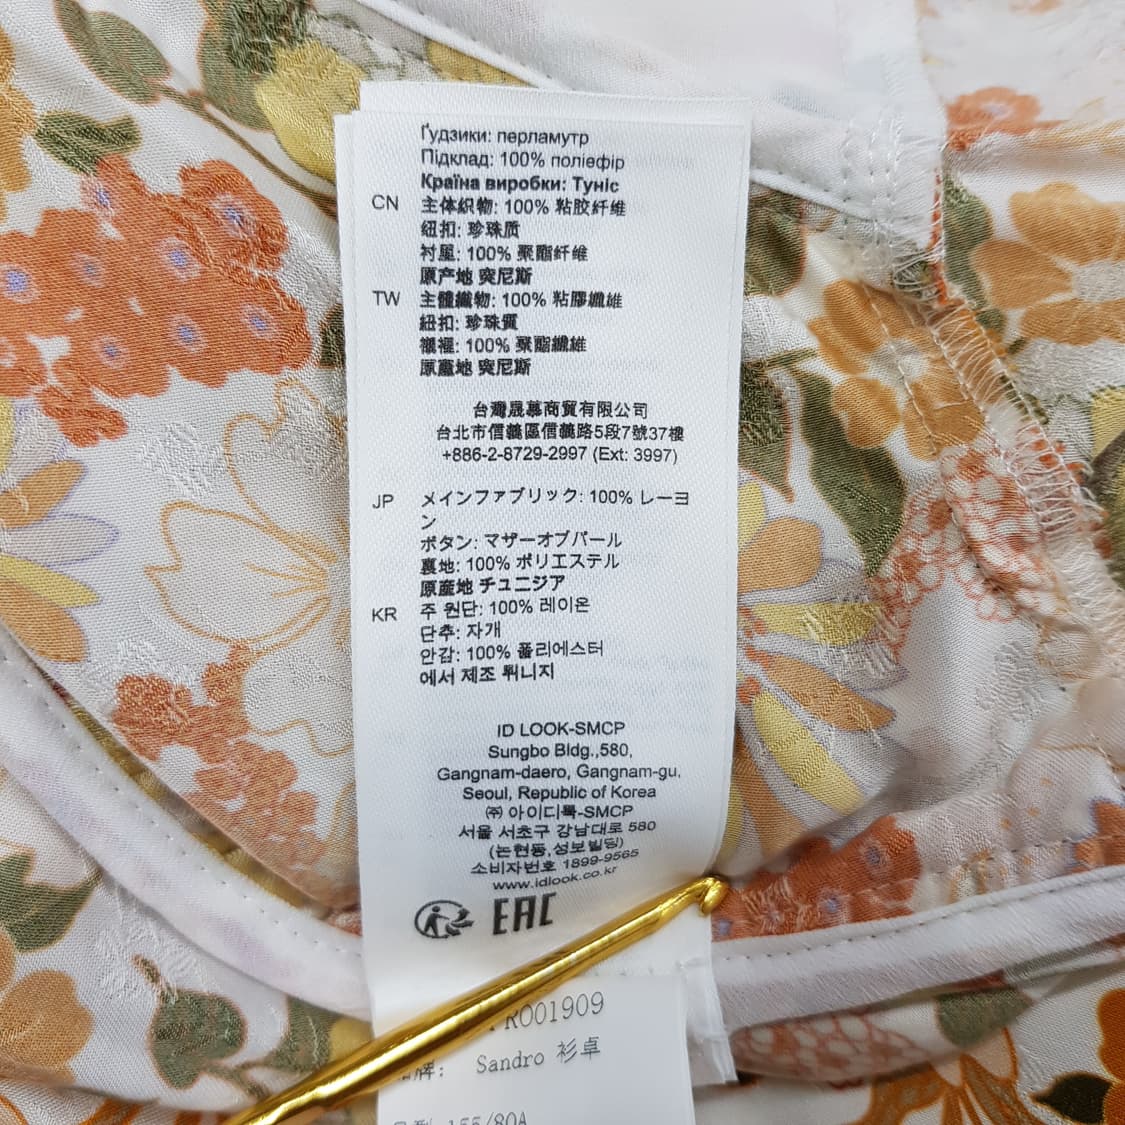 Ґудзики: перламутр
Підклад: 100% поліефір
Країна виробки: Туніс
CN 主体织物: 100% 粘胶纤维
纽扣: 珍珠质
衬里: 100% 聚酯纤维
原产地 突尼斯
TW 主體織物: 100% 粘膠纖維
紐扣: 珍珠質
襯裡: 100% 聚酯纖維
原產地 突尼斯
台灣晟慕商貿有限公司
台北市信義區信義路5段7號37樓
+886-2-8729-2997 (Ext: 3997)
JP メインファブリック: 100% レーヨ
ン
ボタン: マザーオブパール
裏地: 100% ポリエステル
原産地 チュニジア
KR 주 원단: 100% 레이온
단추: 자개
안감: 100% 폴리에스터
에서 제조 튀니지
ID LOOK-SMCP
Sungbo Bldg.,580,
Gangnam-daero, Gangnam-gu,
Seoul, Republic of Korea
㈜ 아이디룩-SMCP
서울 서초구 강남대로 580
(논현동,성보빌딩)
소비자번호 1899-9565
www.idlook.co.kr
EAC
PR001909
牌: Sandro 衫卓
155/80A